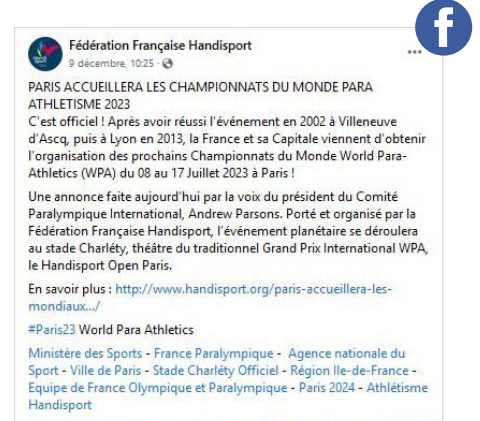 Fédération Française Handisport
9 décembre, 10:25 ·
PARIS ACCUEILLERA LES CHAMPIONNATS DU MONDE PARA
ATHLETISME 2023
C'est officiel ! Après avoir réussi l'événement en 2002 à Villeneuve
d'Ascq, puis à Lyon en 2013, la France et sa Capitale viennent d'obtenir
l'organisation des prochains Championnats du Monde World Para-
Athletics (WPA) du 08 au 17 Juillet 2023 à Paris !
Une annonce faite aujourd'hui par la voix du président du Comité
Paralympique International, Andrew Parsons. Porté et organisé par la
Fédération Française Handisport, l'événement planétaire se déroulera
au stade Charléty, théâtre du traditionnel Grand Prix International WPA,
le Handisport Open Paris.
En savoir plus : http://www.handisport.org/paris-accueillera-les-
mondiaux.../
#Paris23 World Para Athletics
Ministère des Sports - France Paralympique - Agence nationale du
Sport - Ville de Paris - Stade Charléty Officiel - Région Ile-de-France -
Equipe de France Olympique et Paralympique - Paris 2024 - Athlétisme
Handisport